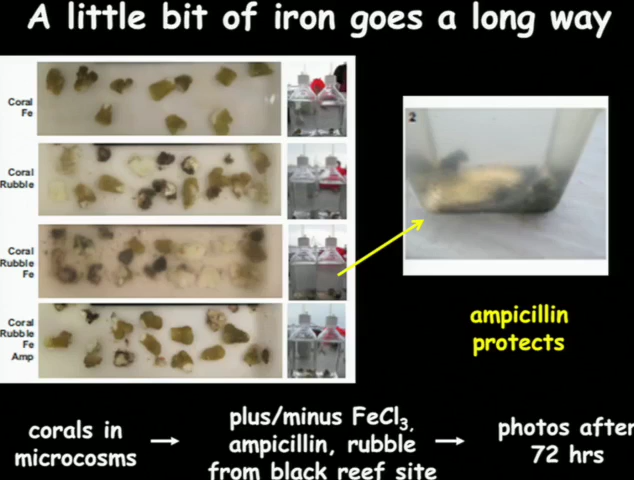 A little bit of iron goes a long way
Coral
Fe
Coral
Rubble
Coral
Rubble
Fe
Coral
Rubble
Fe
Amp
2
ampicillin
protects
corals in
microcosms
plus/minus FeCl3,
ampicillin, rubble
from black reef site
photos after
72 hrs